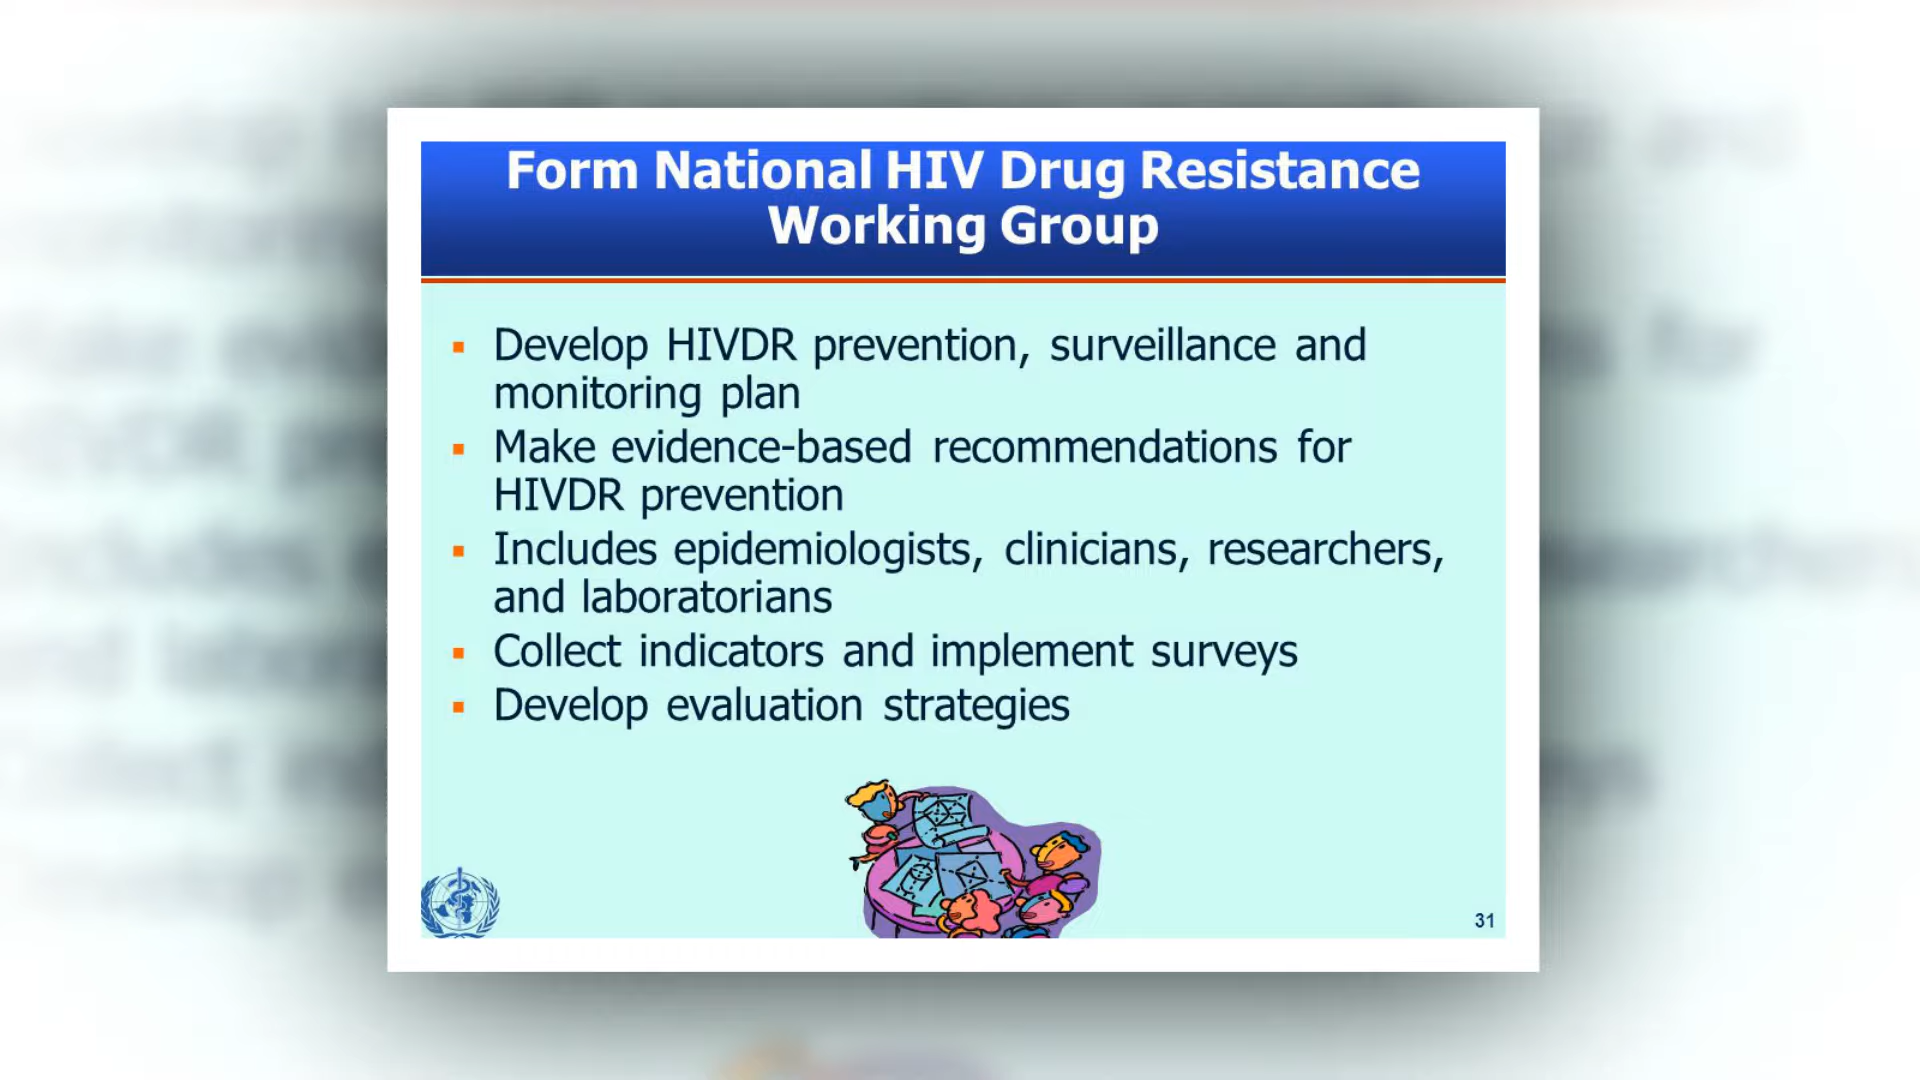 Form National HIV Drug Resistance
Working Group
▪ Develop HIVDR prevention, surveillance and
monitoring plan
▪ Make evidence-based recommendations for
HIVDR prevention
▪ Includes epidemiologists, clinicians, researchers,
and laboratorians
▪ Collect indicators and implement surveys
▪ Develop evaluation strategies
31